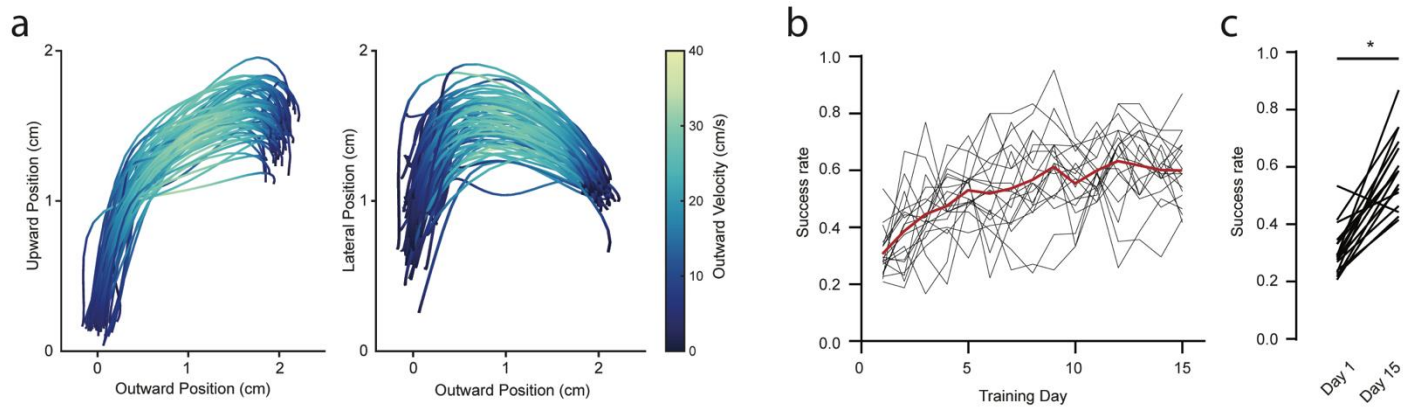 a
2
1
0
Upward Position (cm)
0 1 2
Outward Position (cm)
2
1
0
Lateral Position (cm)
0 1 2
Outward Position (cm)
40
30
20
10
0
Outward Velocity (cm/s)
b
1.0
0.8
0.6
0.4
0.2
0.0
Success rate
0 5 10 15
Training Day
c
*
1.0
0.8
0.6
0.4
0.2
0.0
Success rate
Day 1
Day 15